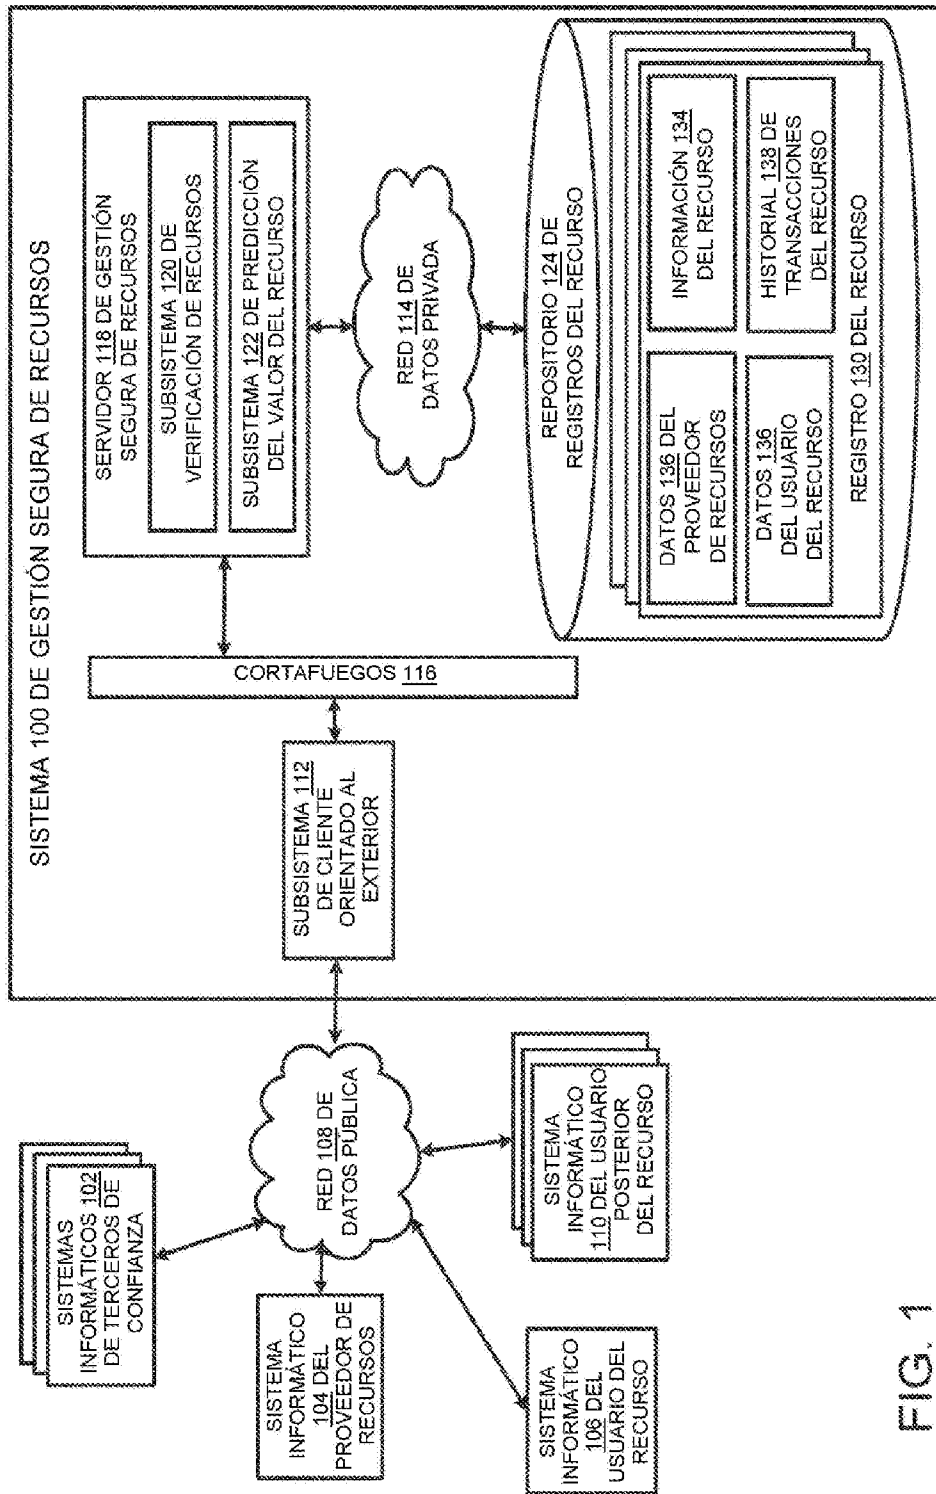 SISTEMA 100 DE GESTIÓN SEGURA DE RECURSOS
SISTEMAS
INFORMÁTICOS 102
DE TERCEROS DE
CONFIANZA
SISTEMA
INFORMÁTICO
104 DEL
PROVEEDOR DE
RECURSOS
SISTEMA
INFORMÁTICO
106 DEL
USUARIO DEL
RECURSO
RED 108 DE
DATOS PÚBLICA
SISTEMA
INFORMÁTICO
110 DEL USUARIO
POSTERIOR
DEL RECURSO
SUBSISTEMA 112
DE CLIENTE
ORIENTADO AL
EXTERIOR
CORTAFUEGOS 116
SERVIDOR 118 DE GESTIÓN
SEGURA DE RECURSOS
SUBSISTEMA 120 DE
VERIFICACIÓN DE RECURSOS
SUBSISTEMA 122 DE PREDICCIÓN
DEL VALOR DEL RECURSO
RED 114 DE
DATOS PRIVADA
REPOSITORIO 124 DE
REGISTROS DEL RECURSO
DATOS 136 DEL
PROVEEDOR
DE RECURSOS
INFORMACIÓN 134
DEL RECURSO
DATOS 136
DEL USUARIO
DEL RECURSO
HISTORIAL 138 DE
TRANSACCIONES
DEL RECURSO
REGISTRO 130 DEL RECURSO
FIG. 1